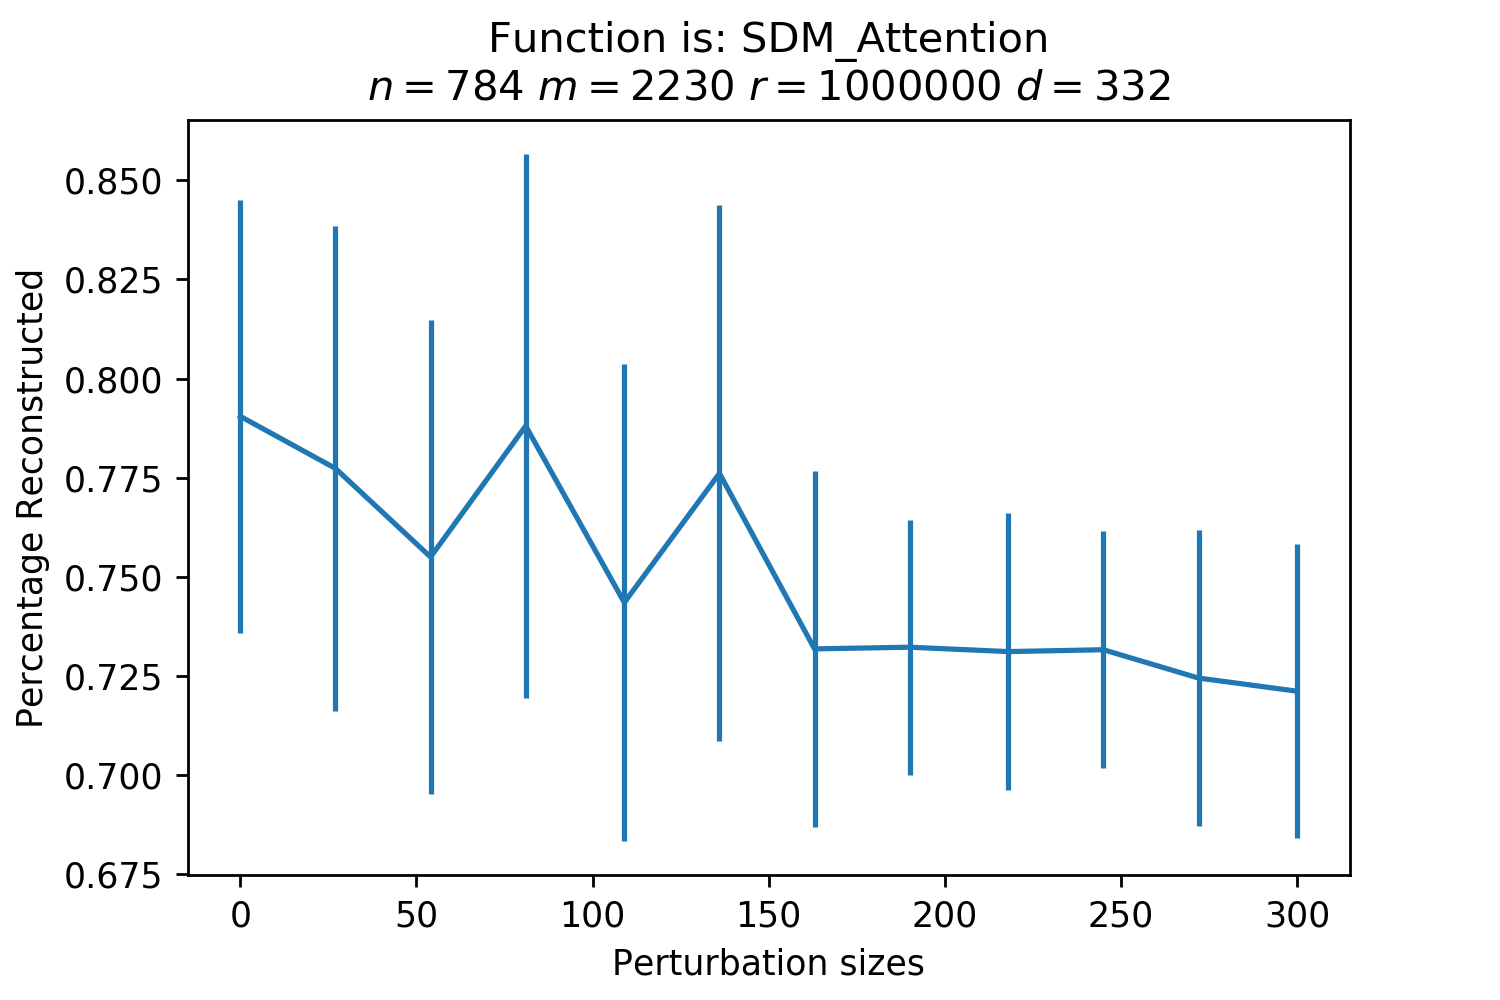 Function is: SDM_Attention
n = 784 m = 2230 r = 1000000 d = 332
Percentage Reconstructed
0.850
0.825
0.800
0.775
0.750
0.725
0.700
0.675
0 50 100 150 200 250 300
Perturbation sizes